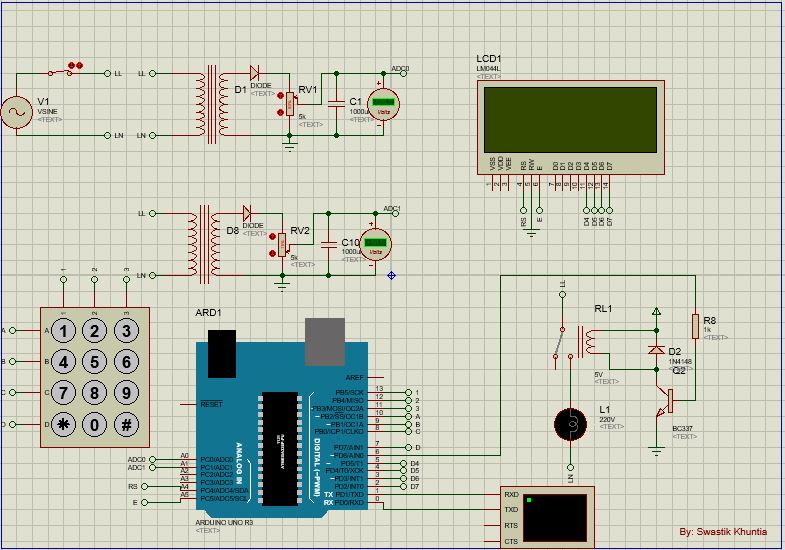 V1
VSINE
<TEXT>
LL
LN
LL
LN
D1
DIODE
<TEXT>
RV1
5k
<TEXT>
C1
1000u
<TEXT>
ADC0
+
Volts
-
LCD1
LM044L
<TEXT>
VSS
VDD
VEE
RS
RW
E
D0
D1
D2
D3
D4
D5
D6
D7
1
2
3
4
5
6
7
8
9
10
11
12
13
14
RS
E
D4
D5
D6
D7
LL
LN
D8
DIODE
<TEXT>
RV2
5k
<TEXT>
C10
1000u
<TEXT>
ADC1
+
Volts
1
2
3
1
2
3
A
B
C
D
A
B
C
D
1 2 3
4 5 6
7 8 9
* 0 #
ARD1
AREF
RESET
PB5/SCK
PB4/MISO
PB3/MOSI/OC2A
PB2/SS/OC1B
PB1/OC1A
PB0/ICP1/CLKO
13
12
11
10
9
8
1
2
3
A
B
C
PD7/AIN1
PD6/AIN0
PD5/T1
PD4/T0/XCK
PD3/INT1
PD2/INT0
PD1/TXD
PD0/RXD
7
6
5
4
3
2
1
0
D
D4
D5
D6
D7
TX
RX
DIGITAL (~PWM)
ANALOG IN
ADC0
ADC1
RS
E
A0
A1
A2
A3
A4
A5
PC0/ADC0
PC1/ADC1
PC2/ADC2
PC3/ADC3
PC4/ADC4/SDA
PC5/ADC5/SCL
ARDUINO UNO R3
<TEXT>
LL
RL1
5V
<TEXT>
R8
1k
<TEXT>
D2
1N4148
Q2
BC337
<TEXT>
L1
220V
<TEXT>
LN
RXD
TXD
RTS
CTS
By: Swastik Khuntia